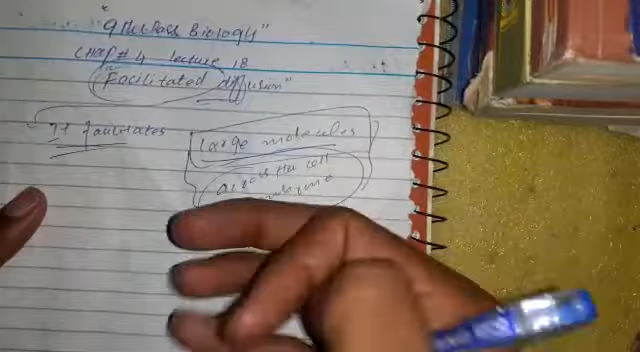 "9th class Biology"
Chap # 4 lecture 18
"Facilitated diffusion"
It facilitates Large molecules
across the cell